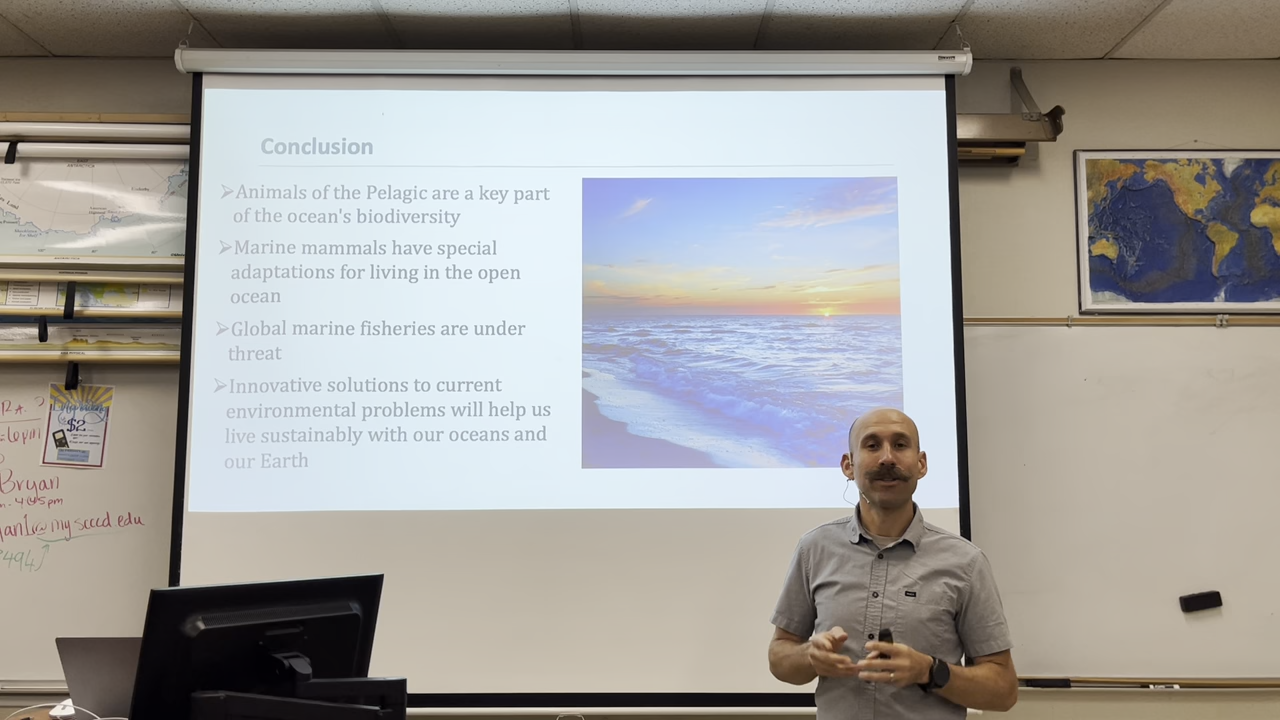 Conclusion
➢Animals of the Pelagic are a key part
of the ocean's biodiversity
➢Marine mammals have special
adaptations for living in the open
ocean
➢Global marine fisheries are under
threat
➢Innovative solutions to current
environmental problems will help us
live sustainably with our oceans and
our Earth
$2
Bryan